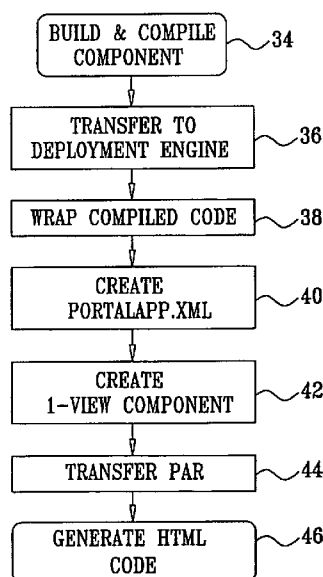 BUILD & COMPILE
COMPONENT
34
TRANSFER TO
DEPLOYMENT ENGINE
36
WRAP COMPILED CODE
38
CREATE
PORTALAPP.XML
40
CREATE
1-VIEW COMPONENT
42
TRANSFER PAR
44
GENERATE HTML
CODE
46